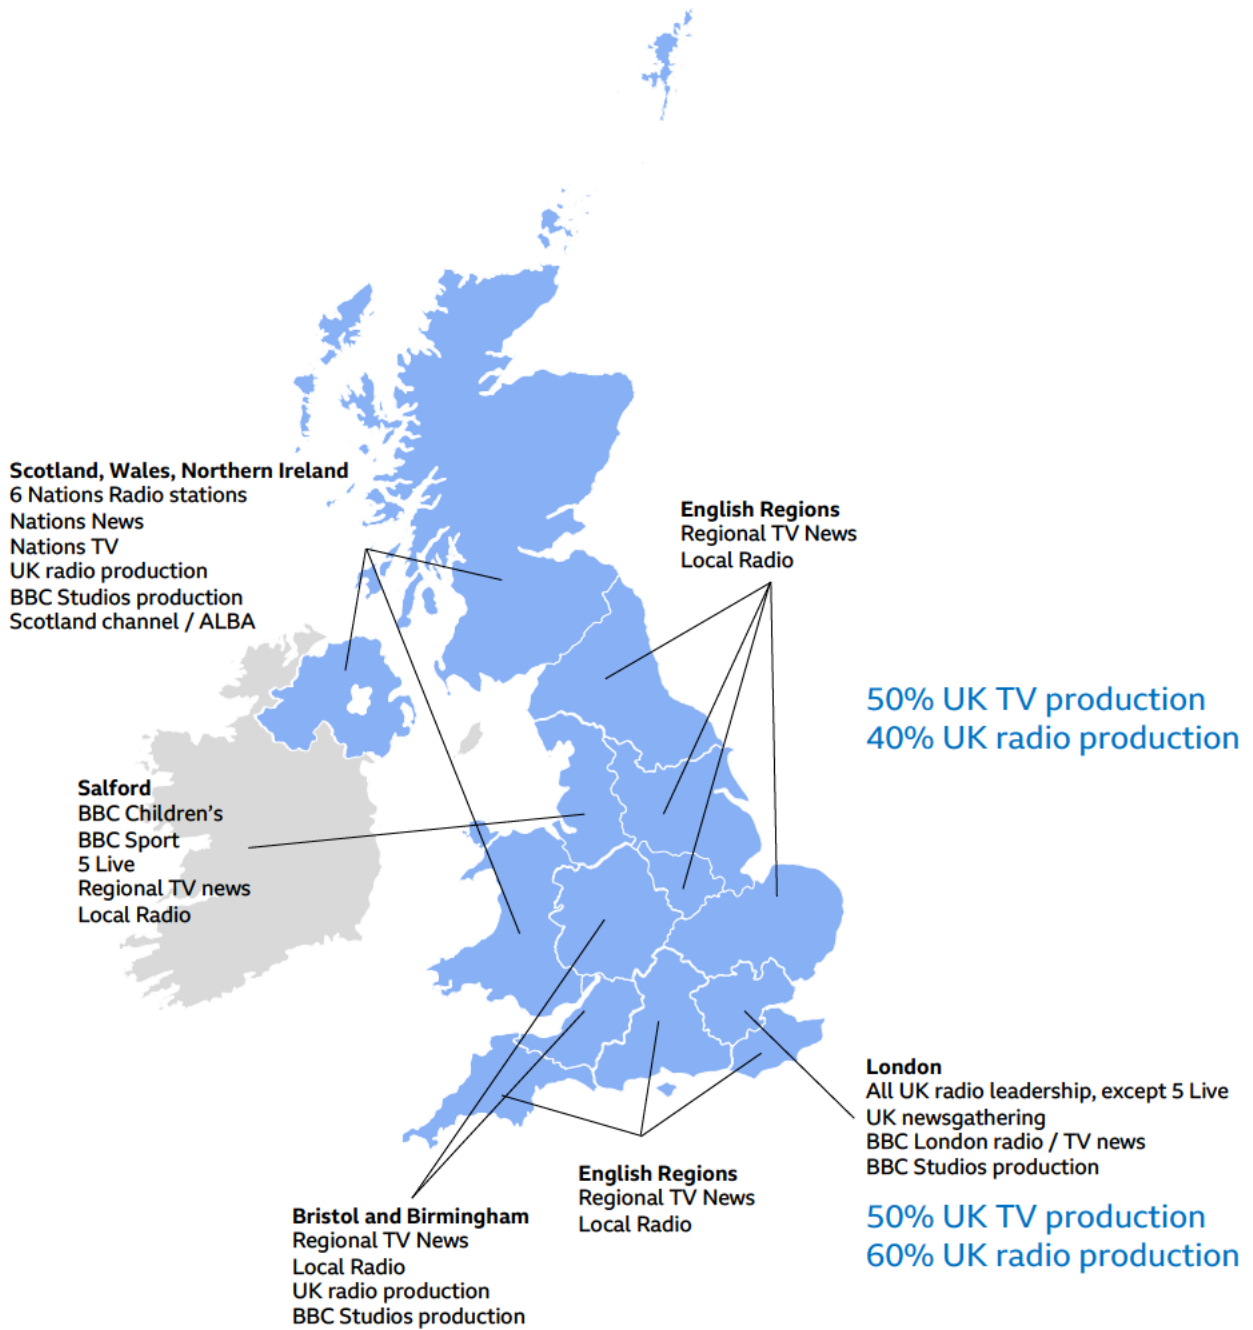 Scotland, Wales, Northern Ireland
6 Nations Radio stations
Nations News
Nations TV
UK radio production
BBC Studios production
Scotland channel / ALBA
English Regions
Regional TV News
Local Radio
50% UK TV production
40% UK radio production
Salford
BBC Children’s
BBC Sport
5 Live
Regional TV news
Local Radio
London
All UK radio leadership, except 5 Live
UK newsgathering
BBC London radio / TV news
BBC Studios production
English Regions
Regional TV News
Local Radio
50% UK TV production
60% UK radio production
Bristol and Birmingham
Regional TV News
Local Radio
UK radio production
BBC Studios production